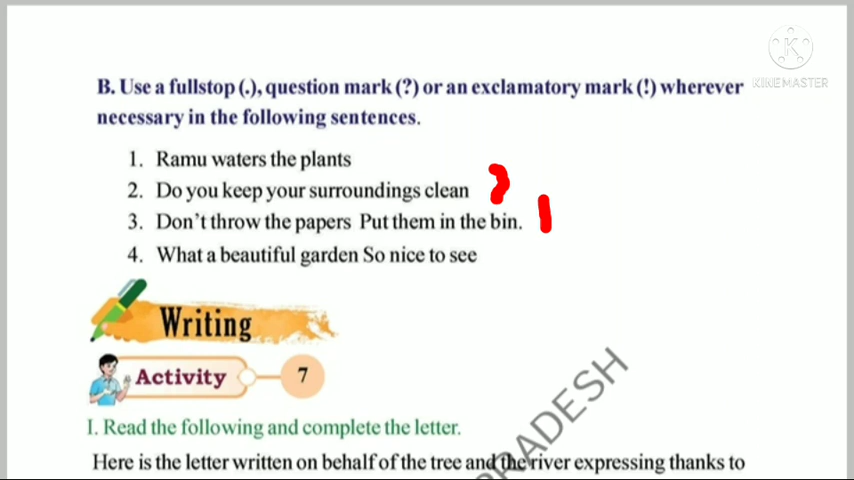 K
KINEMASTER
B. Use a fullstop (.), question mark (?) or an exclamatory mark (!) wherever
necessary in the following sentences.
1. Ramu waters the plants
2. Do you keep your surroundings clean ?
3. Don't throw the papers Put them in the bin.
4. What a beautiful garden So nice to see
Writing
Activity 7
I. Read the following and complete the letter.
Here is the letter written on behalf of the tree and the river expressing thanks to
PRADESH